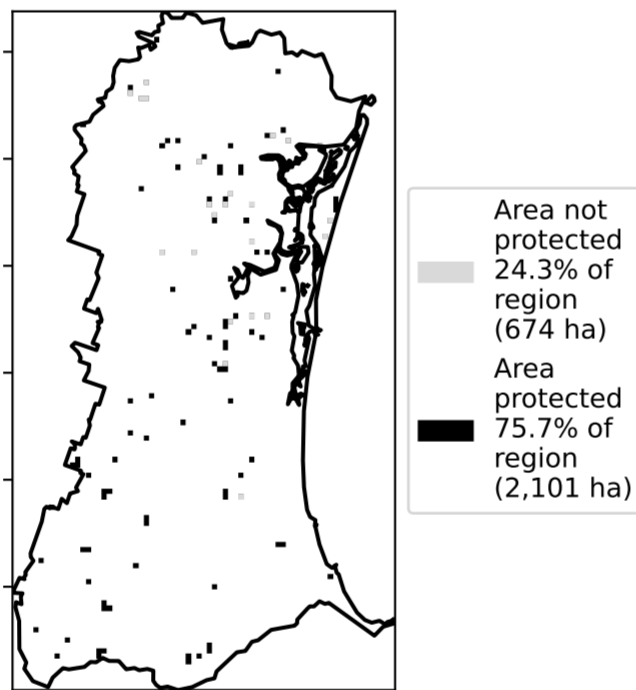 Area not
protected
24.3% of
region
(674 ha)
Area
protected
75.7% of
region
(2,101 ha)